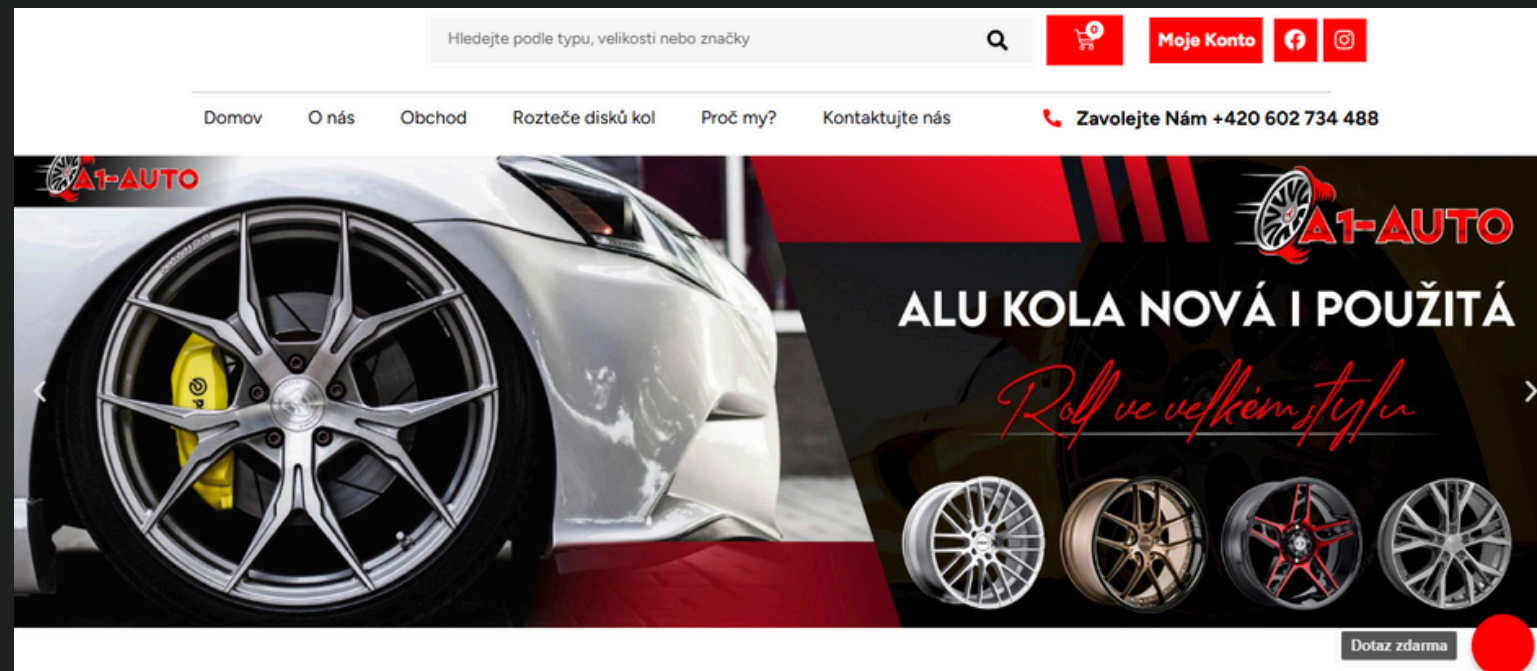 Hledejte podle typu, velikosti nebo značky
0
Moje Konto
Domov
O nás
Obchod
Rozteče disků kol
Proč my?
Kontaktujte nás
Zavolejte Nám +420 602 734 488
A1-AUTO
A1-AUTO
ALU KOLA NOVÁ I POUŽITÁ
Roll ve velkém stylu
Dotaz zdarma